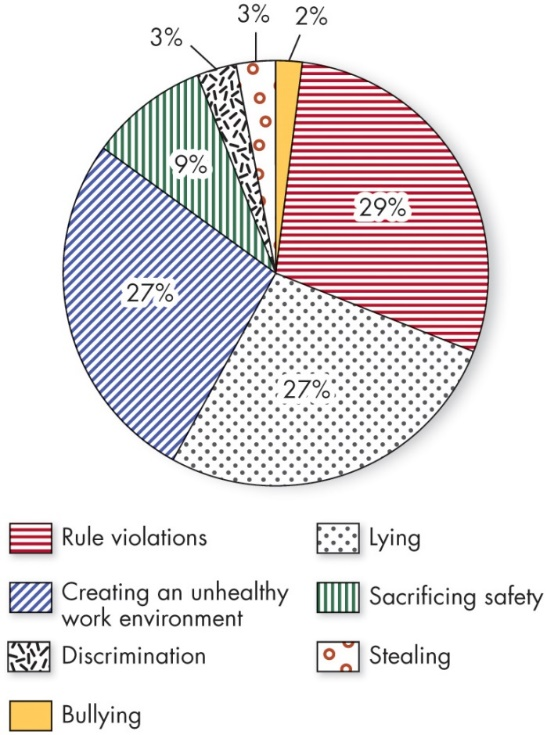 3%
3%
2%
9%
29%
27%
27%
Rule violations
Lying
Creating an unhealthy
work environment
Sacrificing safety
Discrimination
Stealing
Bullying